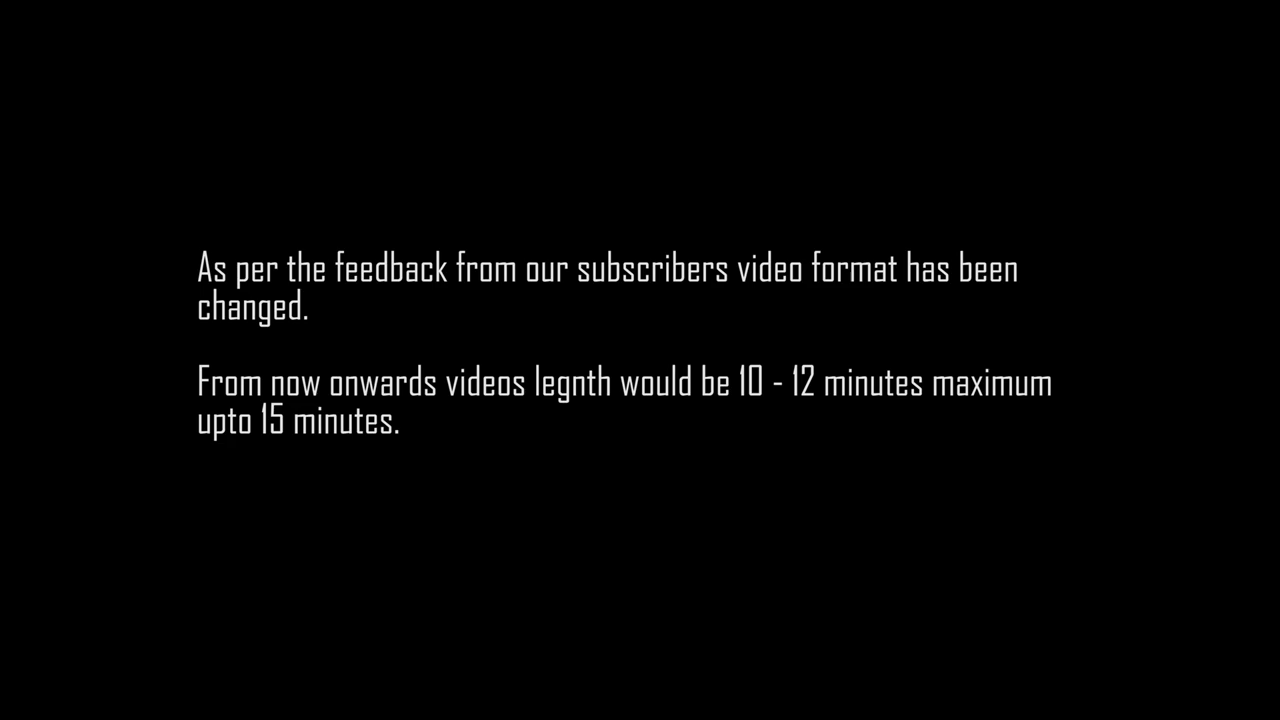 As per the feedback from our subscribers video format has been
changed.
From now onwards videos legnth would be 10 - 12 minutes maximum
upto 15 minutes.